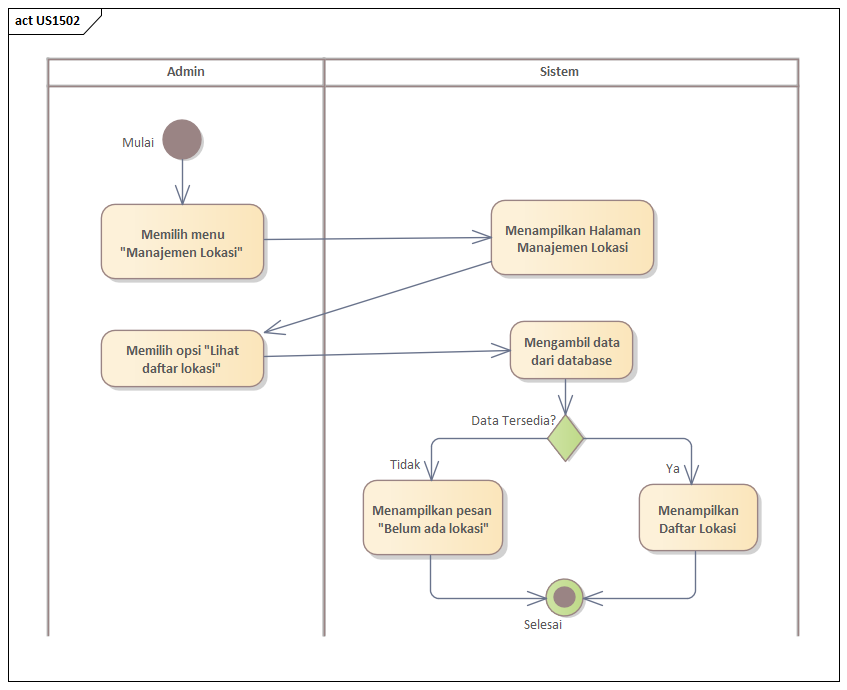 act US1502
Admin
Sistem
Mulai
Memilih menu
"Manajemen Lokasi"
Menampilkan Halaman
Manajemen Lokasi
Memilih opsi "Lihat
daftar lokasi"
Mengambil data
dari database
Data Tersedia?
Tidak
Ya
Menampilkan pesan
"Belum ada lokasi"
Menampilkan
Daftar Lokasi
Selesai